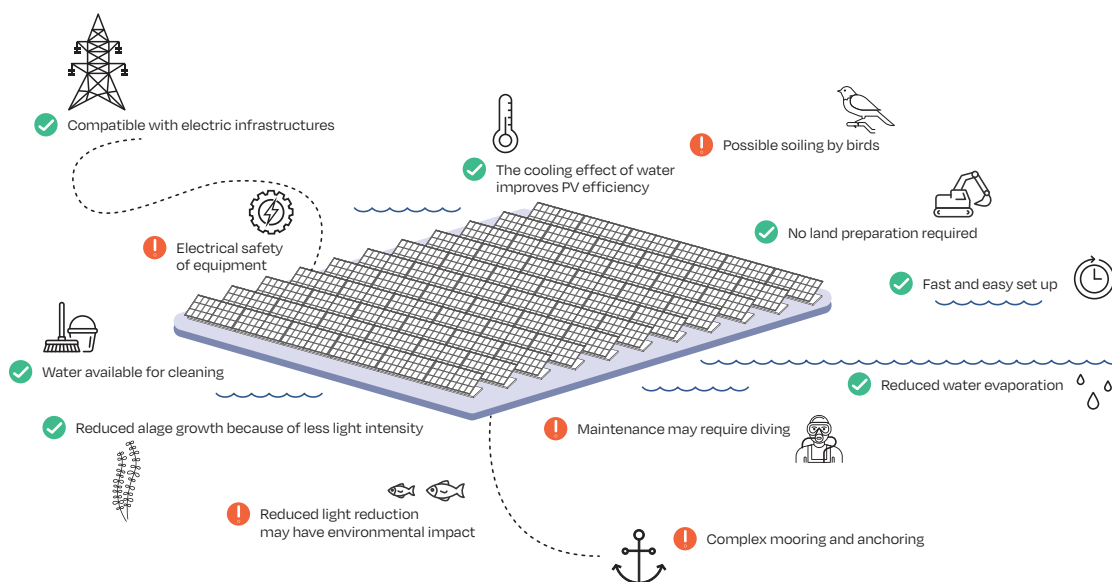 Compatible with electric infrastructures
The cooling effect of water
improves PV efficiency
Possible soiling by birds
Electrical safety
of equipment
No land preparation required
Fast and easy set up
Water available for cleaning
Reduced water evaporation
Reduced alage growth because of less light intensity
Maintenance may require diving
Reduced light reduction
may have environmental impact
Complex mooring and anchoring